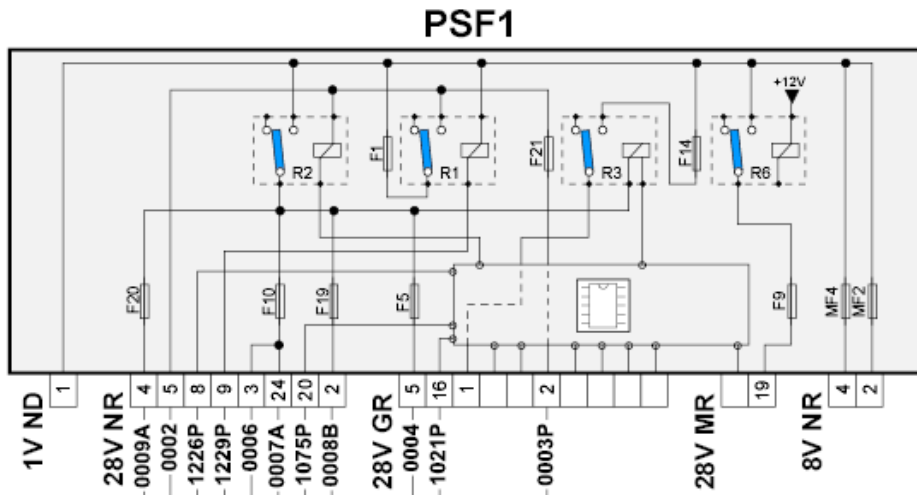 PSF1
+12V
F1
F21
F14
R2
R1
R3
R6
F20
F10
F19
F5
F9
MF4
MF2
1V ND
1
28V NR
4
5
8
9
3
24
20
2
0009A
0002
1226P
1229P
0006
0007A
1075P
0008B
28V GR
5
16
1
2
0004
1021P
0003P
28V MR
19
8V NR
4
2